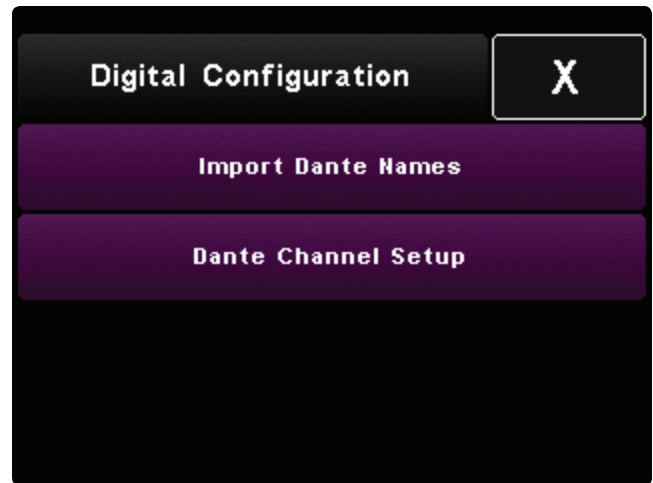 Digital Configuration X
Import Dante Names
Dante Channel Setup